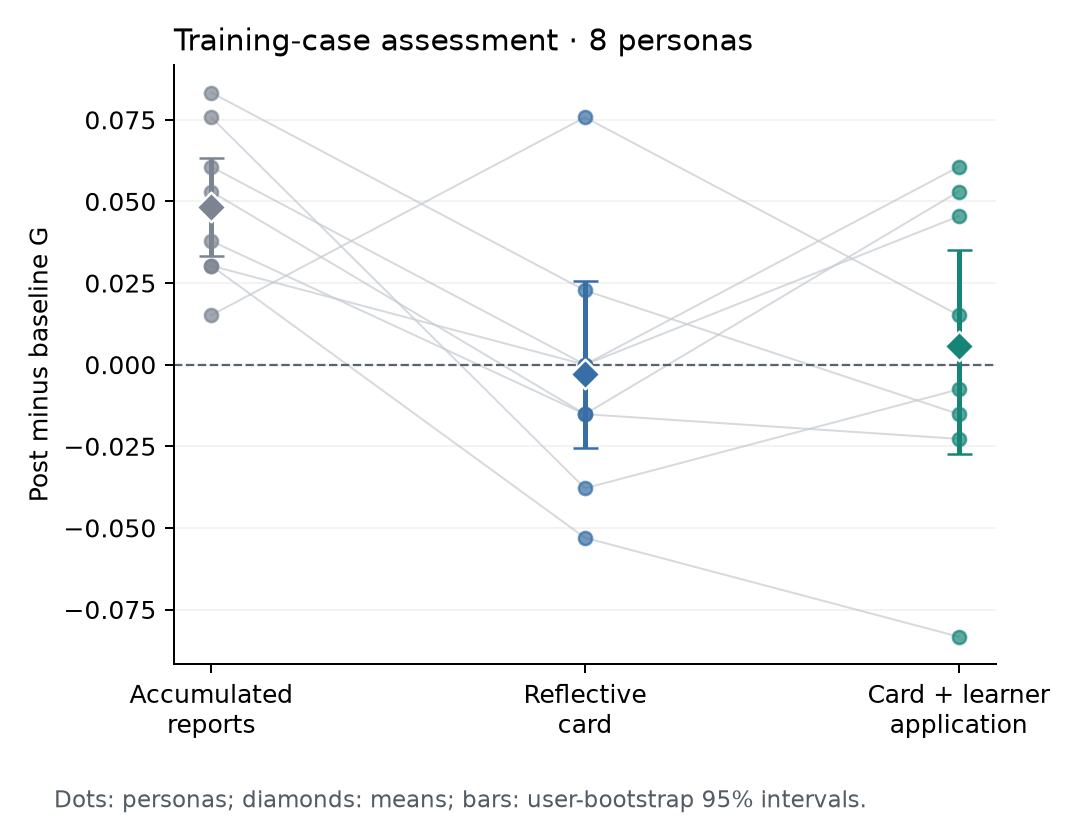 Training-case assessment · 8 personas
Post minus baseline G
0.075
0.050
0.025
0.000
−0.025
−0.050
−0.075
Accumulated
reports
Reflective
card
Card + learner
application
Dots: personas; diamonds: means; bars: user-bootstrap 95% intervals.